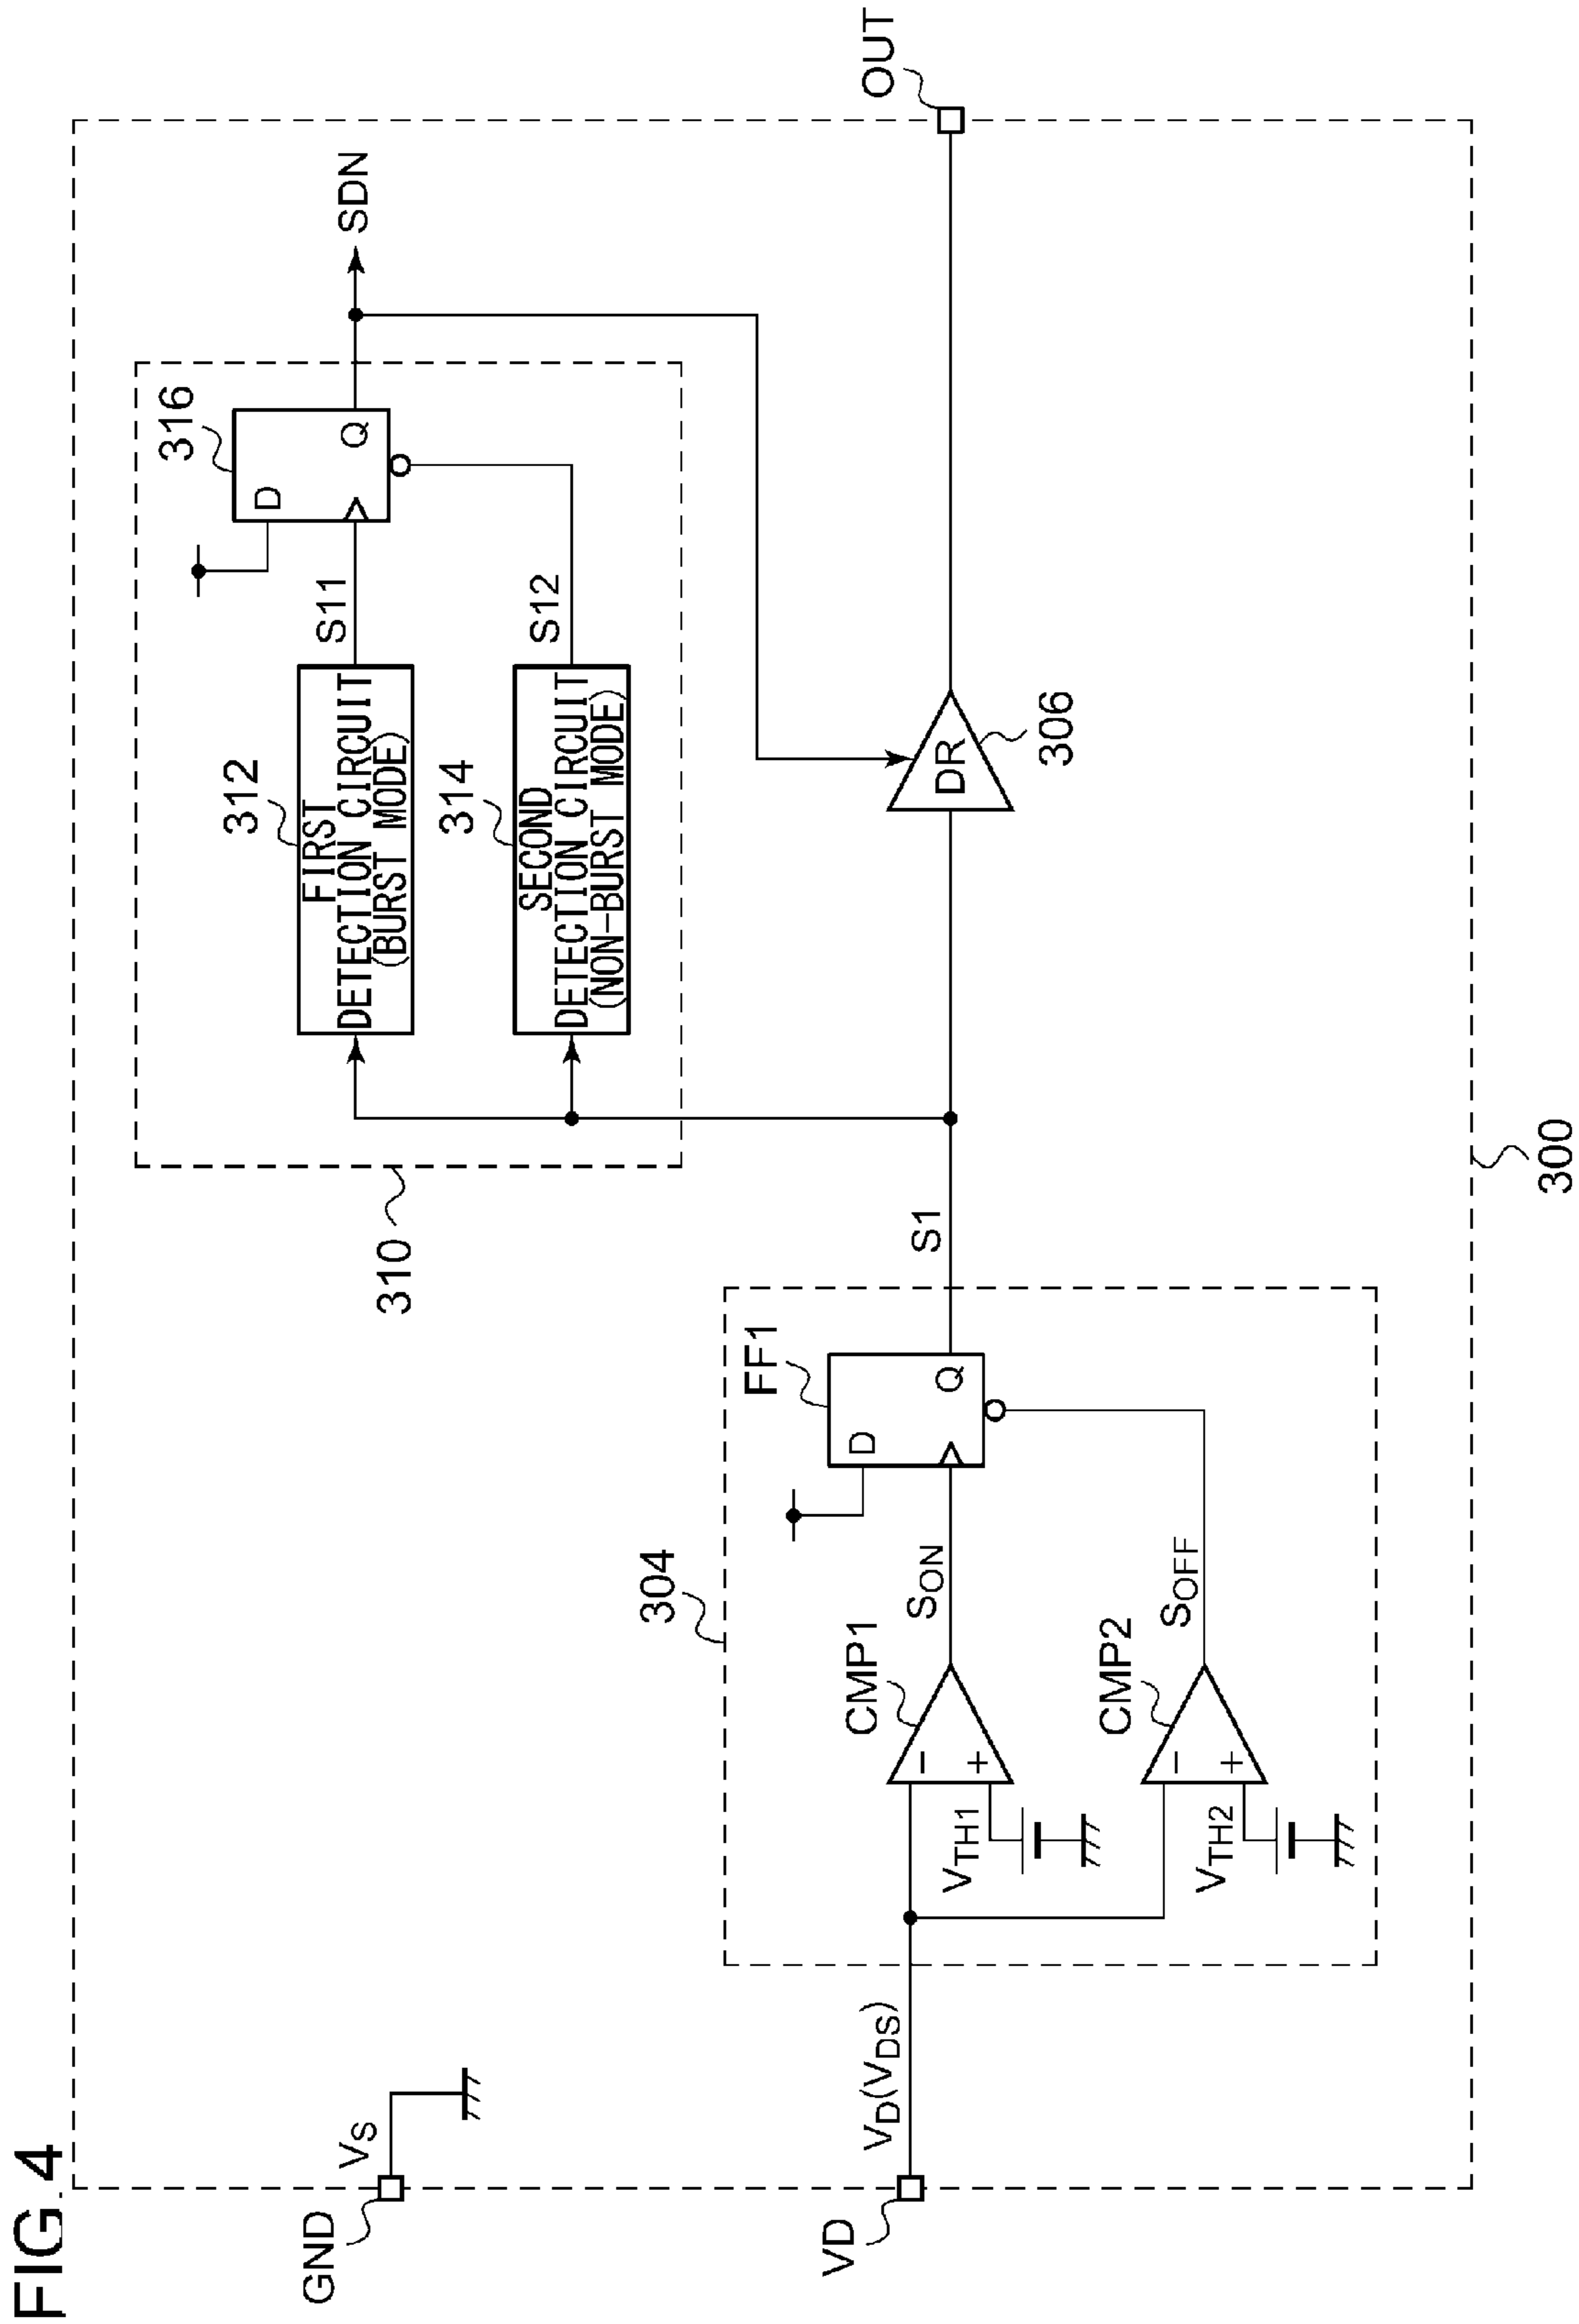 FIG.4
GND
VS
VD
VD(VDS)
304
CMP1
-
+
VTH1
SON
CMP2
-
+
VTH2
SOFF
FF1
D
Q
S1
310
312
FIRST
DETECTION CIRCUIT
(BURST MODE)
S11
314
SECOND
DETECTION CIRCUIT
(NON-BURST MODE)
S12
316
D
Q
SDN
DR
306
OUT
300